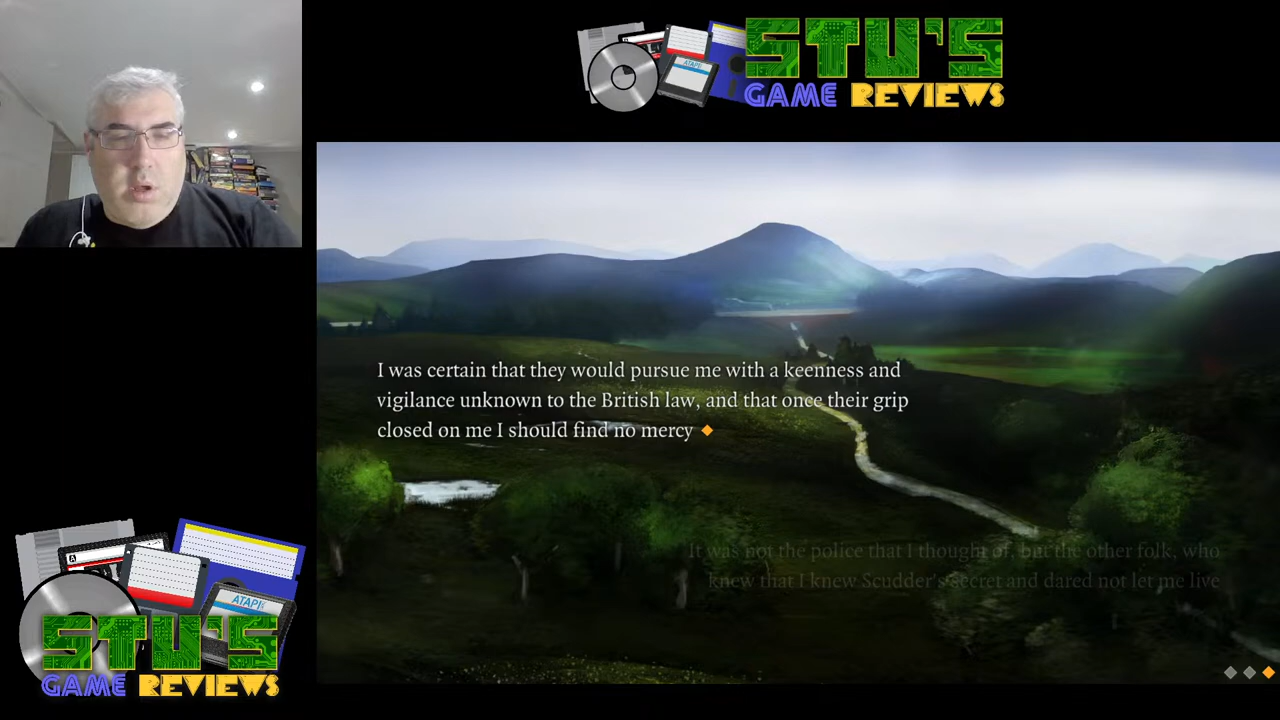 STU'S
GAME REVIEWS
ATAPI
I was certain that they would pursue me with a keenness and
vigilance unknown to the British law, and that once their grip
closed on me I should find no mercy
It was not the police that I thought of, but the other folk, who
knew that I knew Scudder's secret and dared not let me live
A
ATAPI
STU'S
GAME REVIEWS